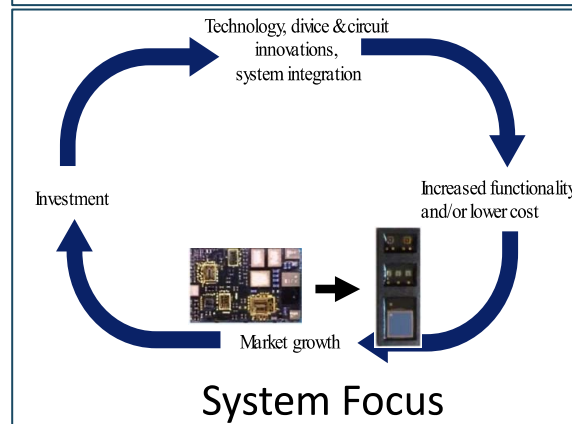 Technology, divice & circuit
innovations,
system integration
Increased functionality
and/or lower cost
Investment
Market growth
System Focus